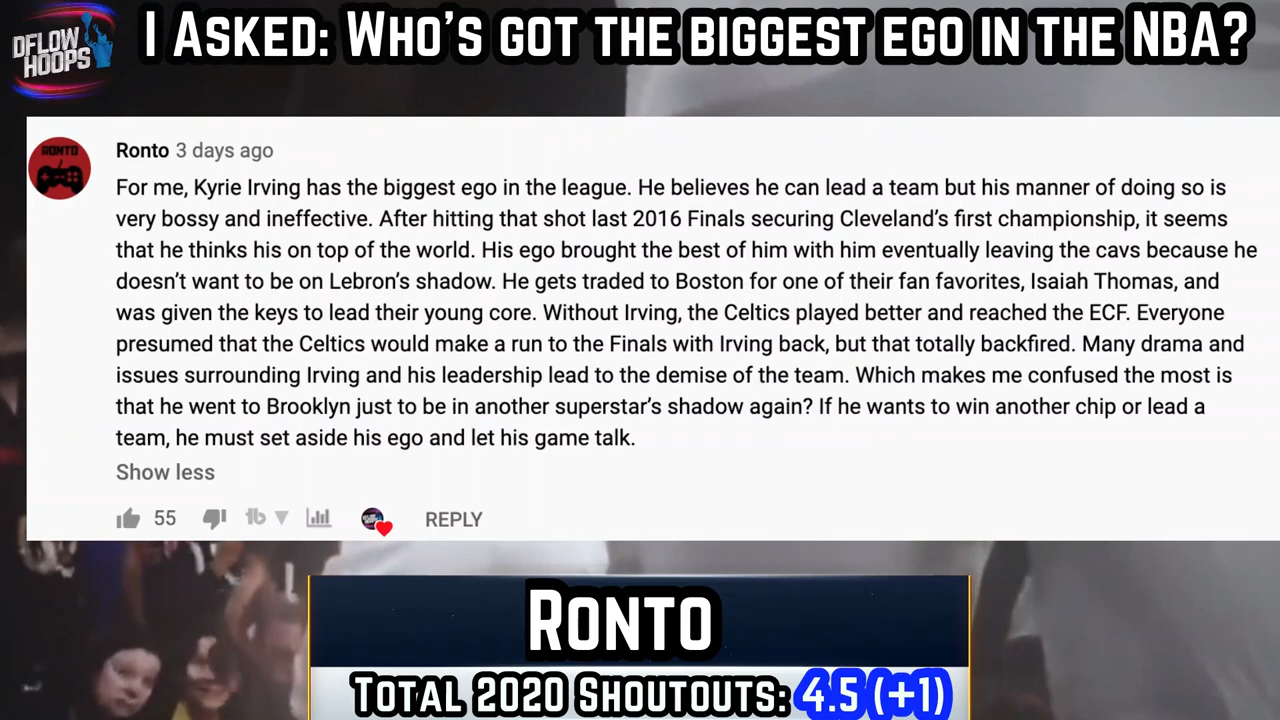 DFLOW
HOOPS
I ASKED: WHO'S GOT THE BIGGEST EGO IN THE NBA?
RONTO
Ronto 3 days ago
For me, Kyrie Irving has the biggest ego in the league. He believes he can lead a team but his manner of doing so is
very bossy and ineffective. After hitting that shot last 2016 Finals securing Cleveland's first championship, it seems
that he thinks his on top of the world. His ego brought the best of him with him eventually leaving the cavs because he
doesn't want to be on Lebron's shadow. He gets traded to Boston for one of their fan favorites, Isaiah Thomas, and
was given the keys to lead their young core. Without Irving, the Celtics played better and reached the ECF. Everyone
presumed that the Celtics would make a run to the Finals with Irving back, but that totally backfired. Many drama and
issues surrounding Irving and his leadership lead to the demise of the team. Which makes me confused the most is
that he went to Brooklyn just to be in another superstar's shadow again? If he wants to win another chip or lead a
team, he must set aside his ego and let his game talk.
Show less
55 REPLY
RONTO
TOTAL 2020 SHOUTOUTS: 4.5 (+1)